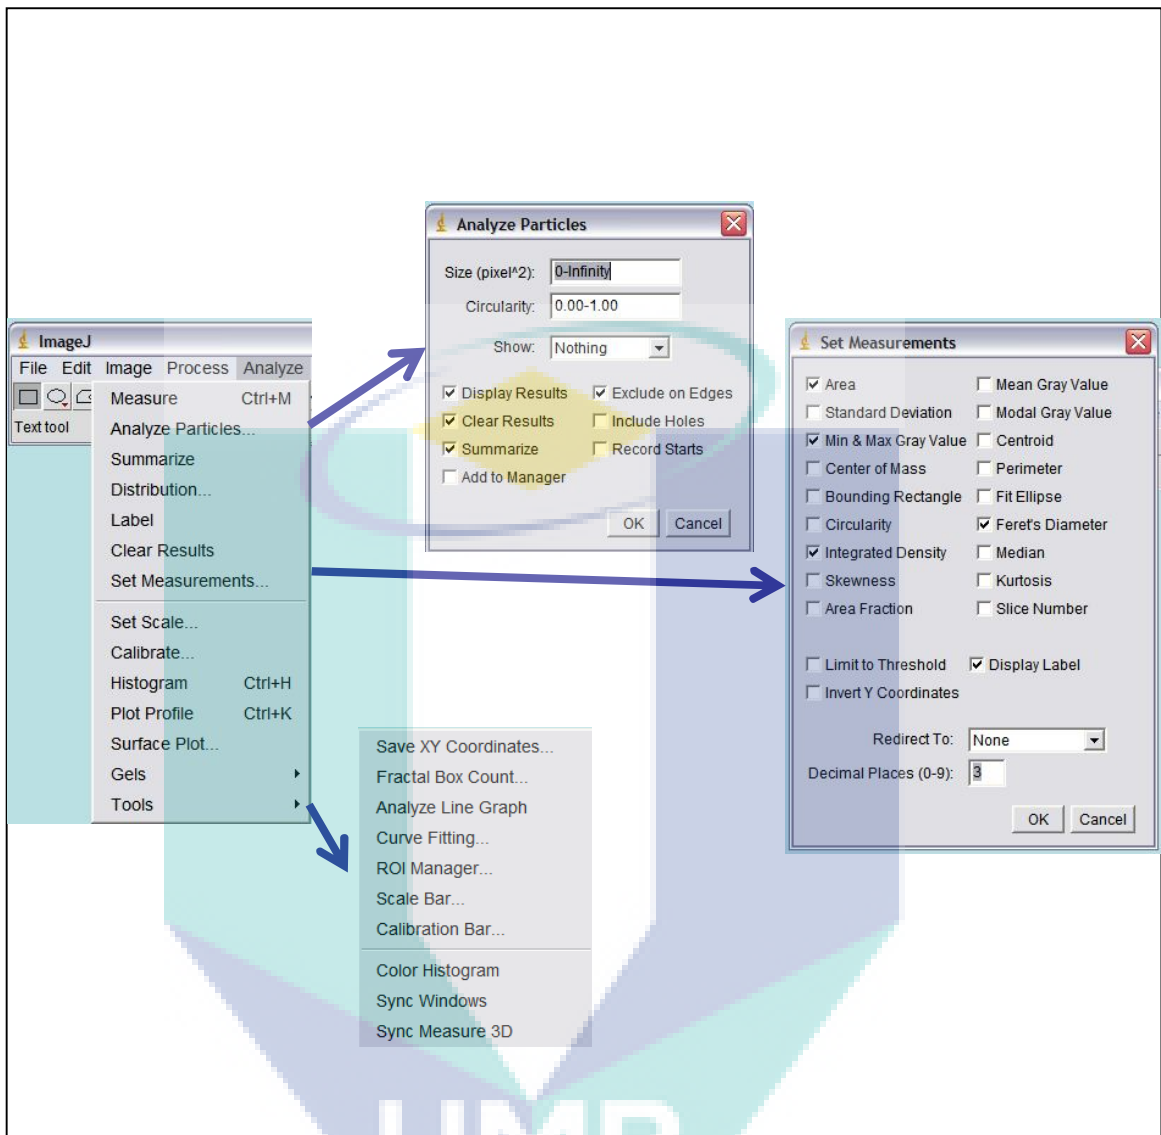 Analyze Particles
Size (pixel^2): 0-Infinity
Circularity: 0.00-1.00
Show: Nothing
Display Results Exclude on Edges
Clear Results Include Holes
Summarize Record Starts
Add to Manager
OK Cancel
ImageJ
File Edit Image Process Analyze
Text tool
Measure Ctrl+M
Analyze Particles...
Summarize
Distribution...
Label
Clear Results
Set Measurements...
Set Scale...
Calibrate...
Histogram Ctrl+H
Plot Profile Ctrl+K
Surface Plot...
Gels
Tools
Set Measurements
Area Mean Gray Value
Standard Deviation Modal Gray Value
Min & Max Gray Value Centroid
Center of Mass Perimeter
Bounding Rectangle Fit Ellipse
Circularity Feret's Diameter
Integrated Density Median
Skewness Kurtosis
Area Fraction Slice Number
Limit to Threshold Display Label
Invert Y Coordinates
Redirect To: None
Decimal Places (0-9): 3
OK Cancel
Save XY Coordinates...
Fractal Box Count...
Analyze Line Graph
Curve Fitting...
ROI Manager...
Scale Bar...
Calibration Bar...
Color Histogram
Sync Windows
Sync Measure 3D
UMP